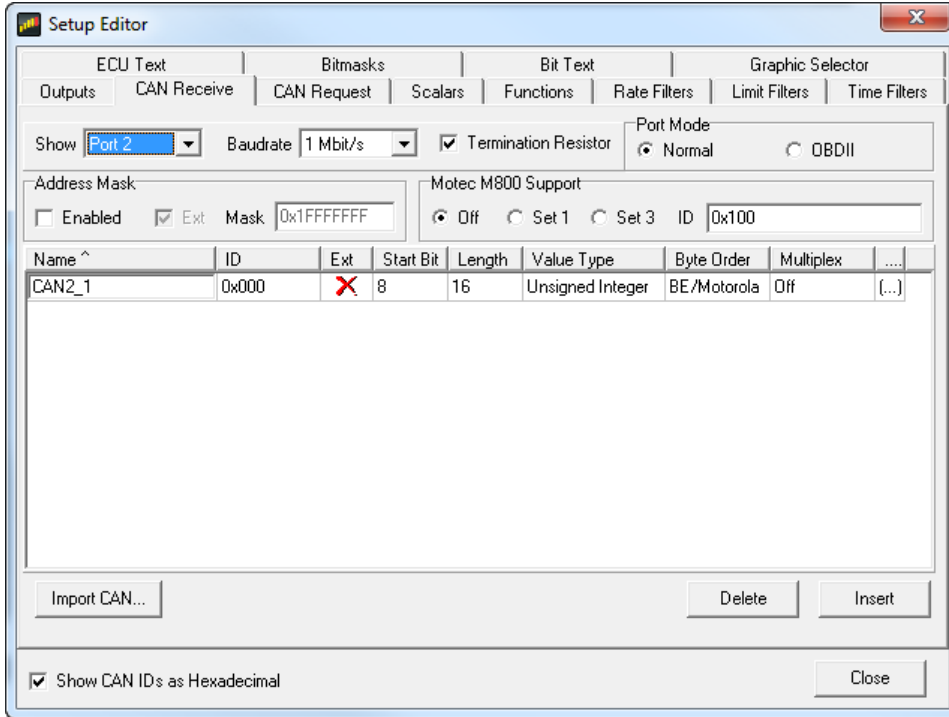 Setup Editor
ECU Text Bitmasks Bit Text Graphic Selector
Outputs CAN Receive CAN Request Scalars Functions Rate Filters Limit Filters Time Filters
Show Port 2 Baudrate 1 Mbit/s Termination Resistor
Port Mode
Normal OBDII
Address Mask
Enabled Ext Mask 0x1FFFFFFF
Motec M800 Support
Off Set 1 Set 3 ID 0x100
Name ^ ID Ext Start Bit Length Value Type Byte Order Multiplex ....
CAN2_1 0x000 8 16 Unsigned Integer BE/Motorola Off (...)
Import CAN... Delete Insert
Show CAN IDs as Hexadecimal Close